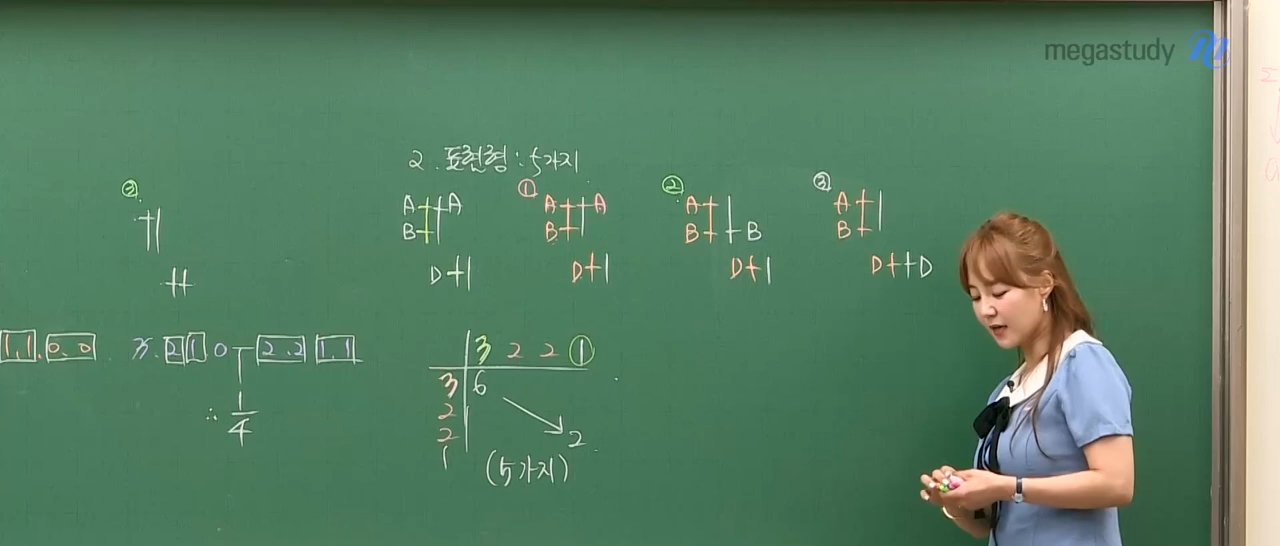 megastudy M
2. 표현형 : 5가지
②
A A
B
D
① A A
B
D
② A
B B
D
③ A
B
D D
1,1, 0,0
2 1 0 2,2 1,1
∴ 1/4
3 2 2 ①
3 6
2
2 2
1 (5가지)